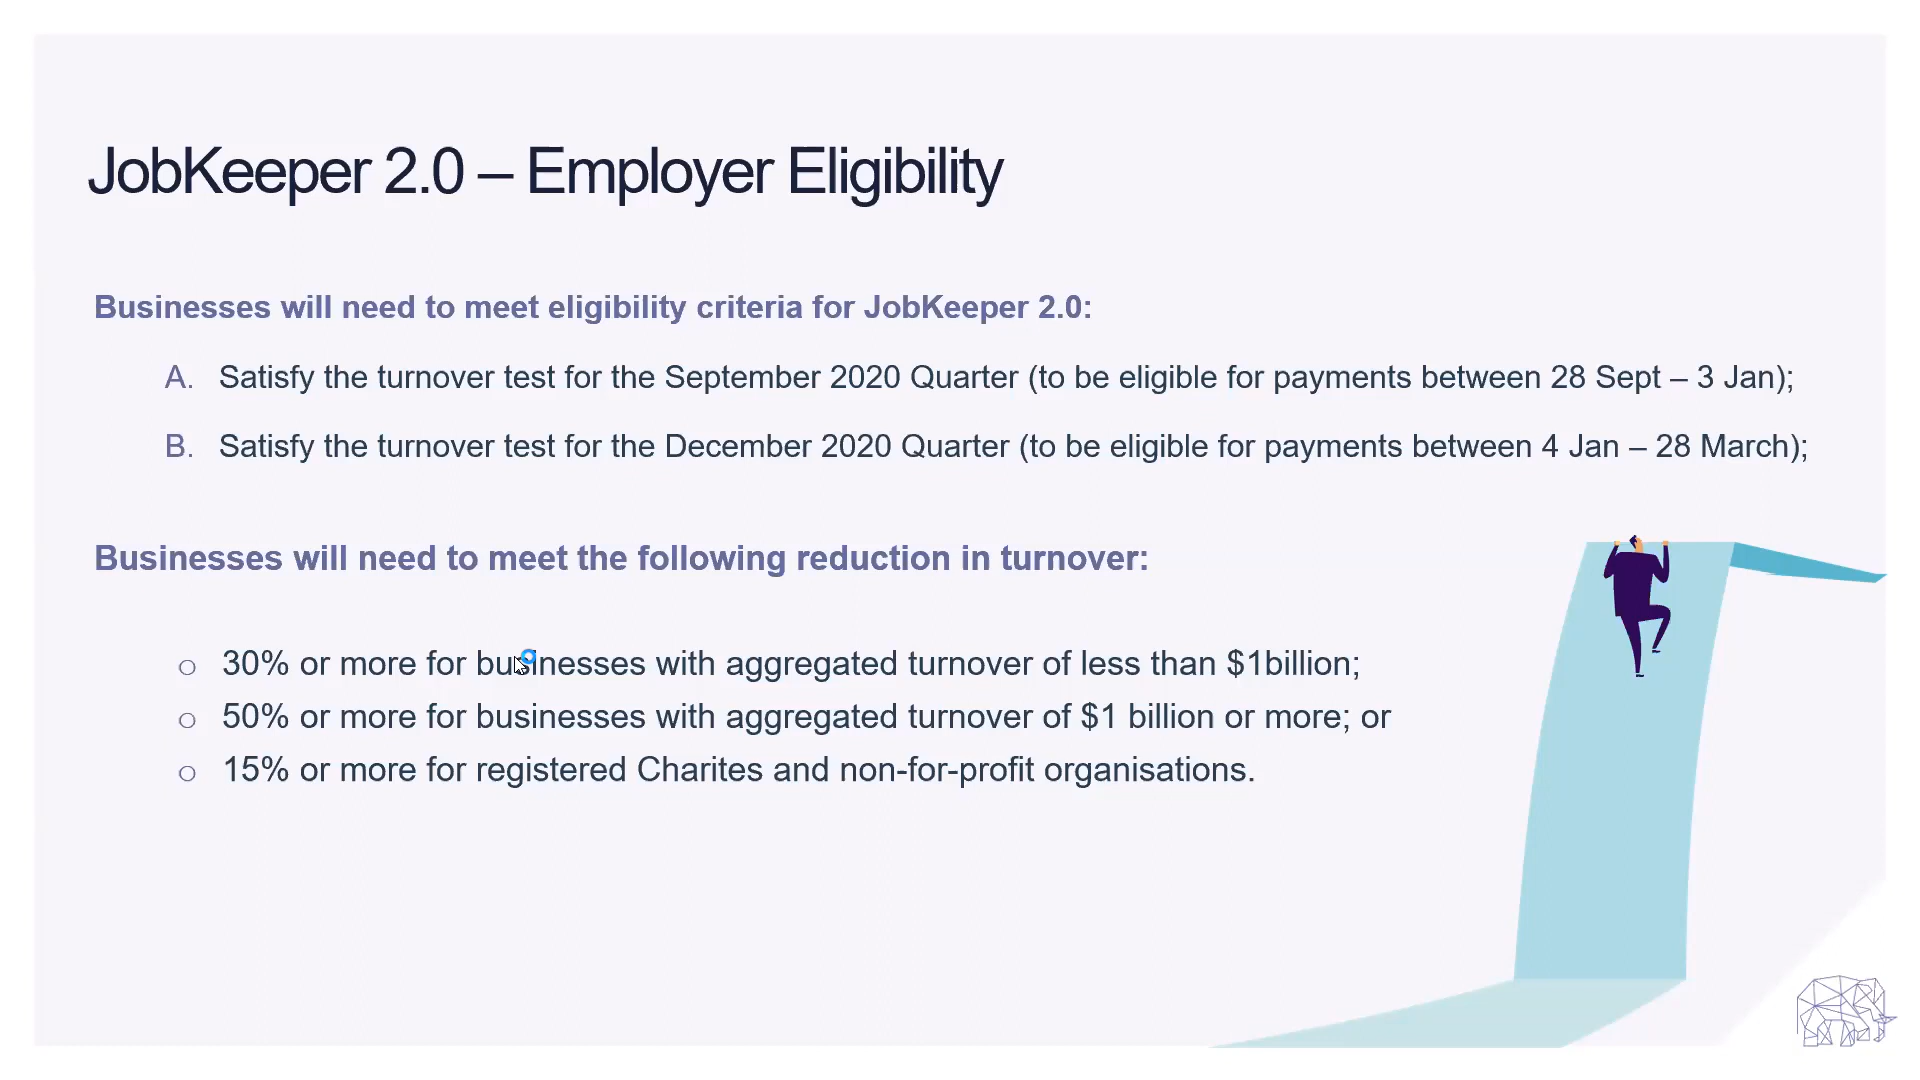 JobKeeper 2.0 – Employer Eligibility
Businesses will need to meet eligibility criteria for JobKeeper 2.0:
A. Satisfy the turnover test for the September 2020 Quarter (to be eligible for payments between 28 Sept – 3 Jan);
B. Satisfy the turnover test for the December 2020 Quarter (to be eligible for payments between 4 Jan – 28 March);
Businesses will need to meet the following reduction in turnover:
o 30% or more for businesses with aggregated turnover of less than $1billion;
o 50% or more for businesses with aggregated turnover of $1 billion or more; or
o 15% or more for registered Charites and non-for-profit organisations.